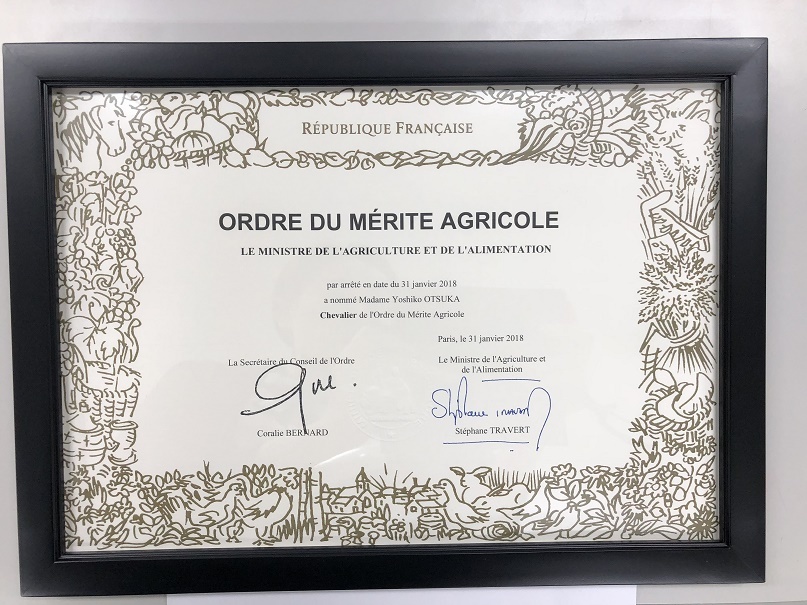 RÉPUBLIQUE FRANÇAISE
ORDRE DU MÉRITE AGRICOLE
LE MINISTRE DE L'AGRICULTURE ET DE L'ALIMENTATION
par arrêté en date du 31 janvier 2018
a nommé Madame Yoshiko OTSUKA
Chevalier de l'Ordre du Mérite Agricole
Paris, le 31 janvier 2018
La Secrétaire du Conseil de l'Ordre
Coralie BERNARD
Le Ministre de l'Agriculture et
de l'Alimentation
Stéphane Travert
Stéphane TRAVERT